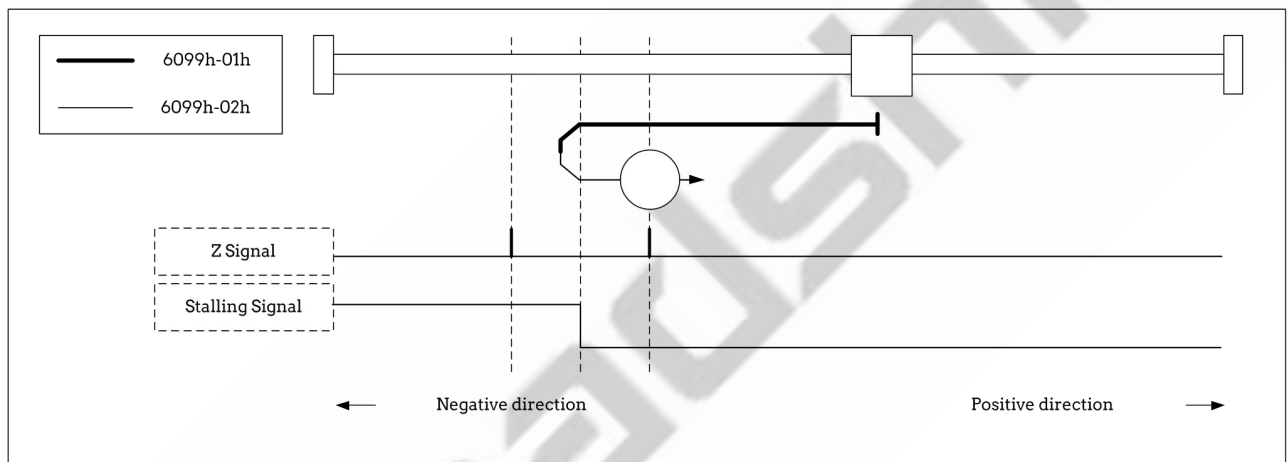 6099h-01h
6099h-02h
Z Signal
Stalling Signal
Negative direction
Positive direction